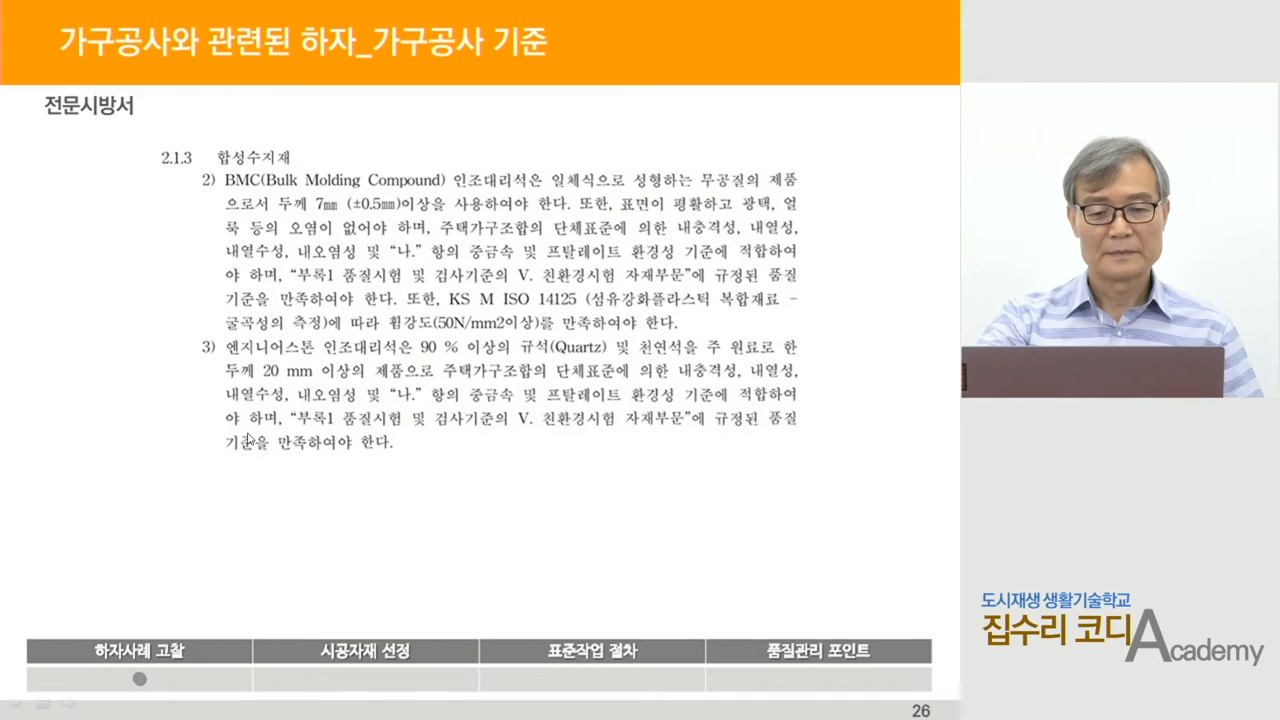 가구공사와 관련된 하자_가구공사 기준
전문시방서
2.1.3 합성수지재
2) BMC(Bulk Molding Compound) 인조대리석은 일체식으로 성형하는 무공질의 제품
으로서 두께 7㎜ (±0.5㎜)이상을 사용하여야 한다. 또한, 표면이 평활하고 광택, 얼
룩 등의 오염이 없어야 하며, 주택가구조합의 단체표준에 의한 내충격성, 내열성,
내열수성, 내오염성 및 “나.” 항의 중금속 및 프탈레이트 환경성 기준에 적합하여
야 하며, “부록1 품질시험 및 검사기준의 V. 친환경시험 자재부문”에 규정된 품질
기준을 만족하여야 한다. 또한, KS M ISO 14125 (섬유강화플라스틱 복합재료 -
굴곡성의 측정)에 따라 휨강도(50N/mm2이상)를 만족하여야 한다.
3) 엔지니어스톤 인조대리석은 90 % 이상의 규석(Quartz) 및 천연석을 주 원료로 한
두께 20 mm 이상의 제품으로 주택가구조합의 단체표준에 의한 내충격성, 내열성,
내열수성, 내오염성 및 “나.” 항의 중금속 및 프탈레이트 환경성 기준에 적합하여
야 하며, “부록1 품질시험 및 검사기준의 V. 친환경시험 자재부문”에 규정된 품질
기준을 만족하여야 한다.
하자사례 고찰 시공자재 선정 표준작업 절차 품질관리 포인트
26
도시재생 생활기술학교
집수리 코디 Academy